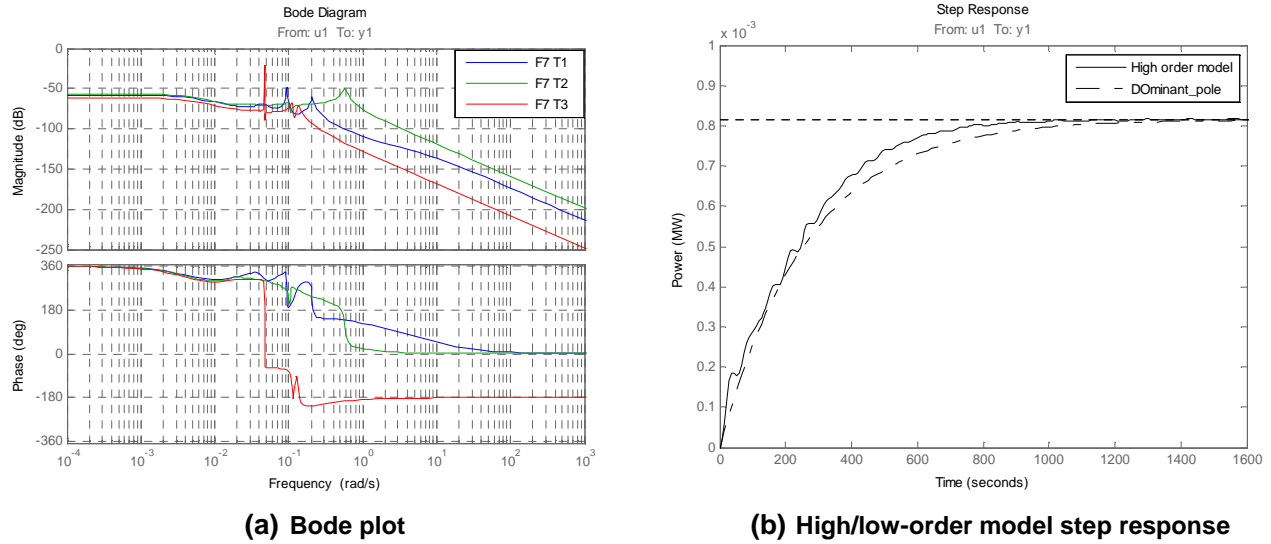 Bode Diagram
From: u1 To: y1
F7 T1
F7 T2
F7 T3
0
-50
-100
-150
-200
-250
Magnitude (dB)
360
180
0
-180
-360
Phase (deg)
10^-4 10^-3 10^-2 10^-1 10^0 10^1 10^2 10^3
Frequency (rad/s)
(a) Bode plot
Step Response
From: u1 To: y1
x 10^-3
High order model
DOminant_pole
1
0.9
0.8
0.7
0.6
0.5
0.4
0.3
0.2
0.1
0
Power (MW)
0 200 400 600 800 1000 1200 1400 1600
Time (seconds)
(b) High/low-order model step response